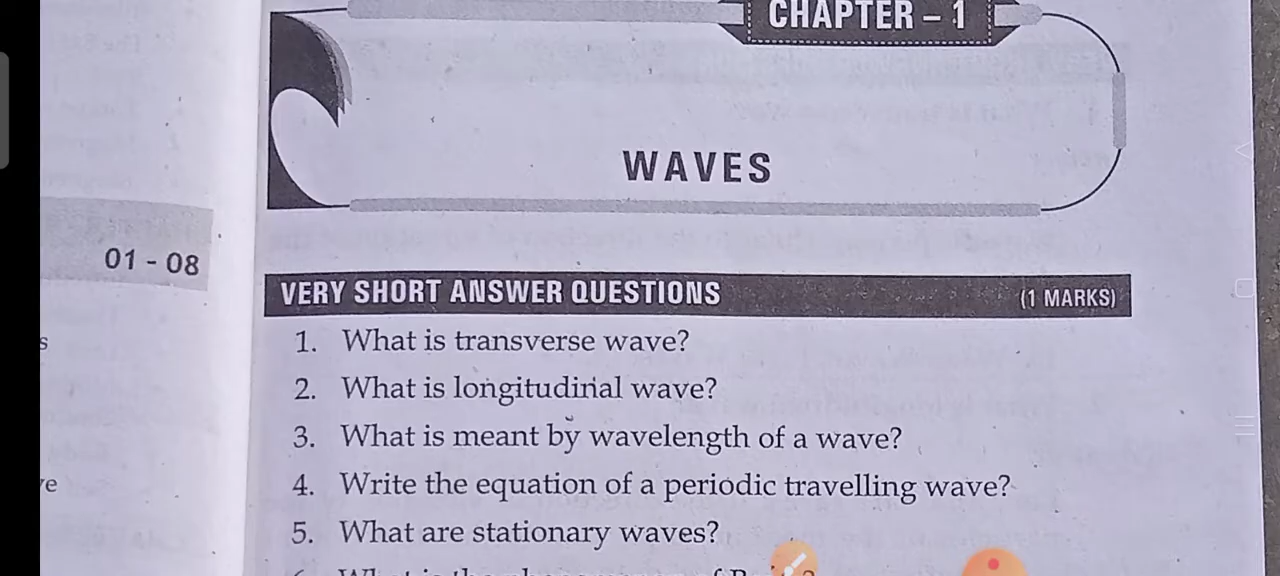 CHAPTER – 1
WAVES
01 - 08
VERY SHORT ANSWER QUESTIONS (1 MARKS)
1. What is transverse wave?
2. What is longitudinal wave?
3. What is meant by wavelength of a wave?
4. Write the equation of a periodic travelling wave?
5. What are stationary waves?